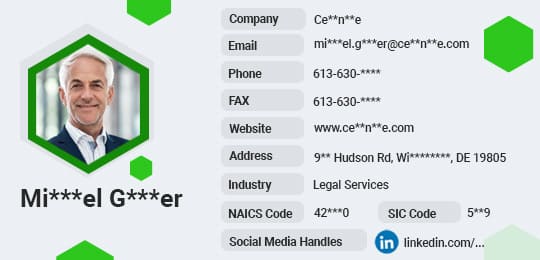 Mi***el G***er
Company Ce**n**e
Email mi***el.g***er@ce**n**e.com
Phone 613-630-****
FAX 613-630-****
Website www.ce**n**e.com
Address 9** Hudson Rd, Wi********, DE 19805
Industry Legal Services
NAICS Code 42***0 SIC Code 5**9
Social Media Handles in linkedin.com/...